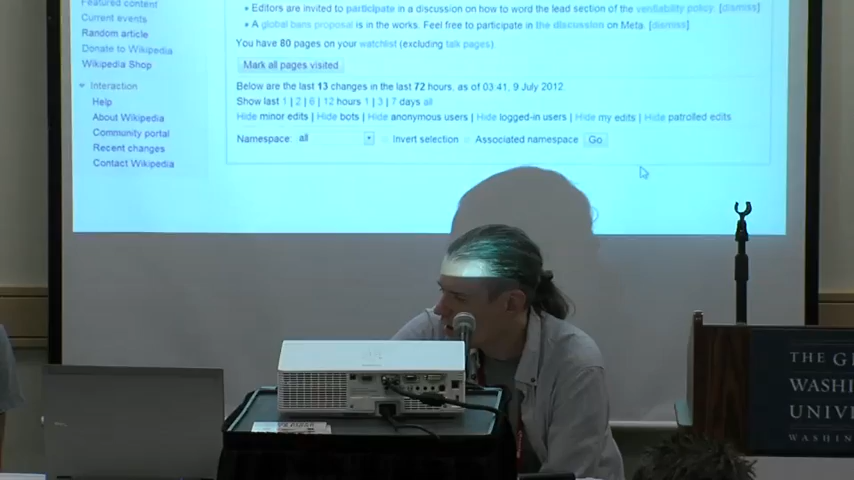 Featured content
Current events
Random article
Donate to Wikipedia
Wikipedia Shop
Interaction
Help
About Wikipedia
Community portal
Recent changes
Contact Wikipedia
Editors are invited to participate in a discussion on how to word the lead section of the verifiability policy. [dismiss]
A global bans proposal is in the works. Feel free to participate in the discussion on Meta. [dismiss]
You have 80 pages on your watchlist (excluding talk pages)
Mark all pages visited
Below are the last 13 changes in the last 72 hours, as of 03:41, 9 July 2012.
Show last 1 | 2 | 6 | 12 hours 1 | 3 | 7 days all
Hide minor edits | Hide bots | Hide anonymous users | Hide logged-in users | Hide my edits | Hide patrolled edits
Namespace: all Invert selection Associated namespace Go
THE GE
WASHI
UNIVE
WASHIN